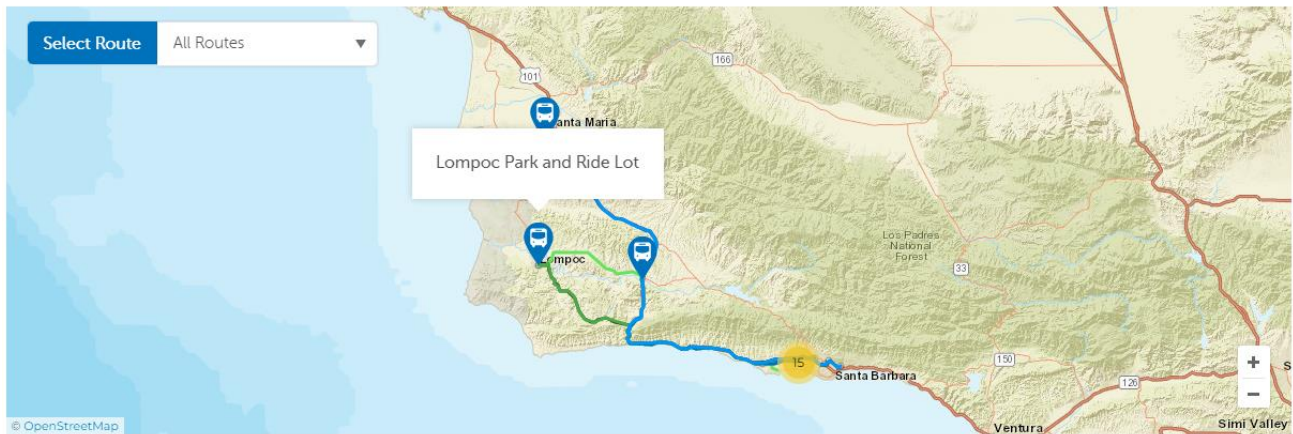 Select Route
All Routes
101
166
anta Maria
Lompoc Park and Ride Lot
Los Padres
National
Forest
Lompoc
33
15
150
Santa Barbara
126
+
−
S
Ventura
Simi Valley
© OpenStreetMap